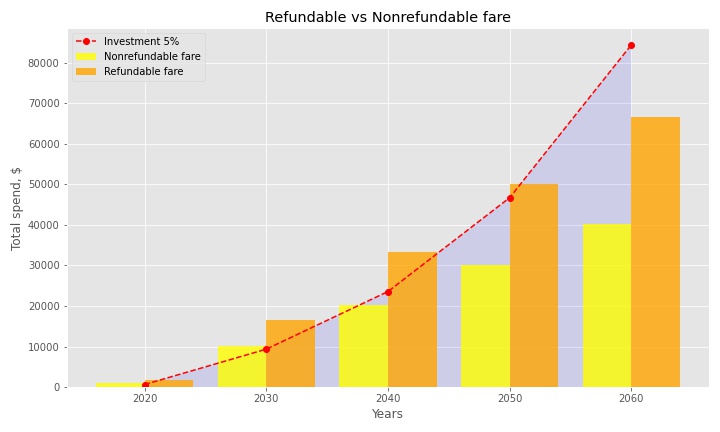 Refundable vs Nonrefundable fare
Investment 5%
Nonrefundable fare
Refundable fare
Total spend, $
80000
70000
60000
50000
40000
30000
20000
10000
0
2020 2030 2040 2050 2060
Years